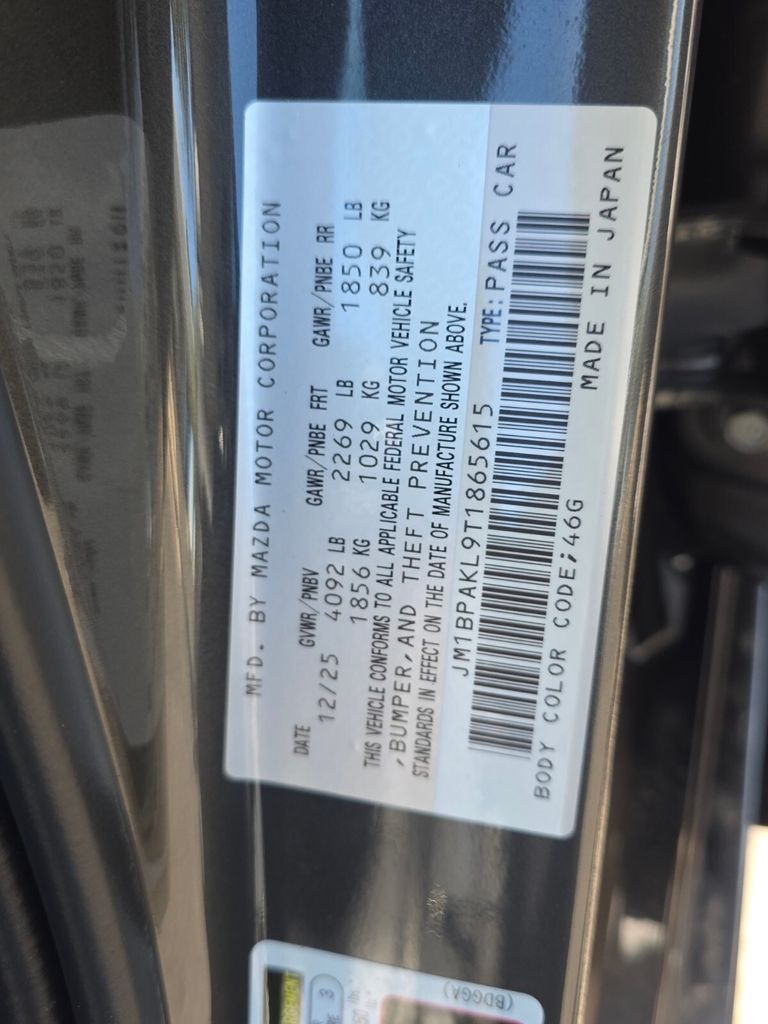 MFD. BY MAZDA MOTOR CORPORATION
DATE GVWR/PNBV GAWR/PNBE FRT GAWR/PNBE RR
12/25 4092 LB 2269 LB 1850 LB
1856 KG 1029 KG 839 KG
THIS VEHICLE CONFORMS TO ALL APPLICABLE FEDERAL MOTOR VEHICLE SAFETY
,BUMPER,AND THEFT PREVENTION
STANDARDS IN EFFECT ON THE DATE OF MANUFACTURE SHOWN ABOVE.
JM1BPAKL9T1865615 TYPE:PASS CAR
BODY COLOR CODE;46G MADE IN JAPAN
(BDGGA)